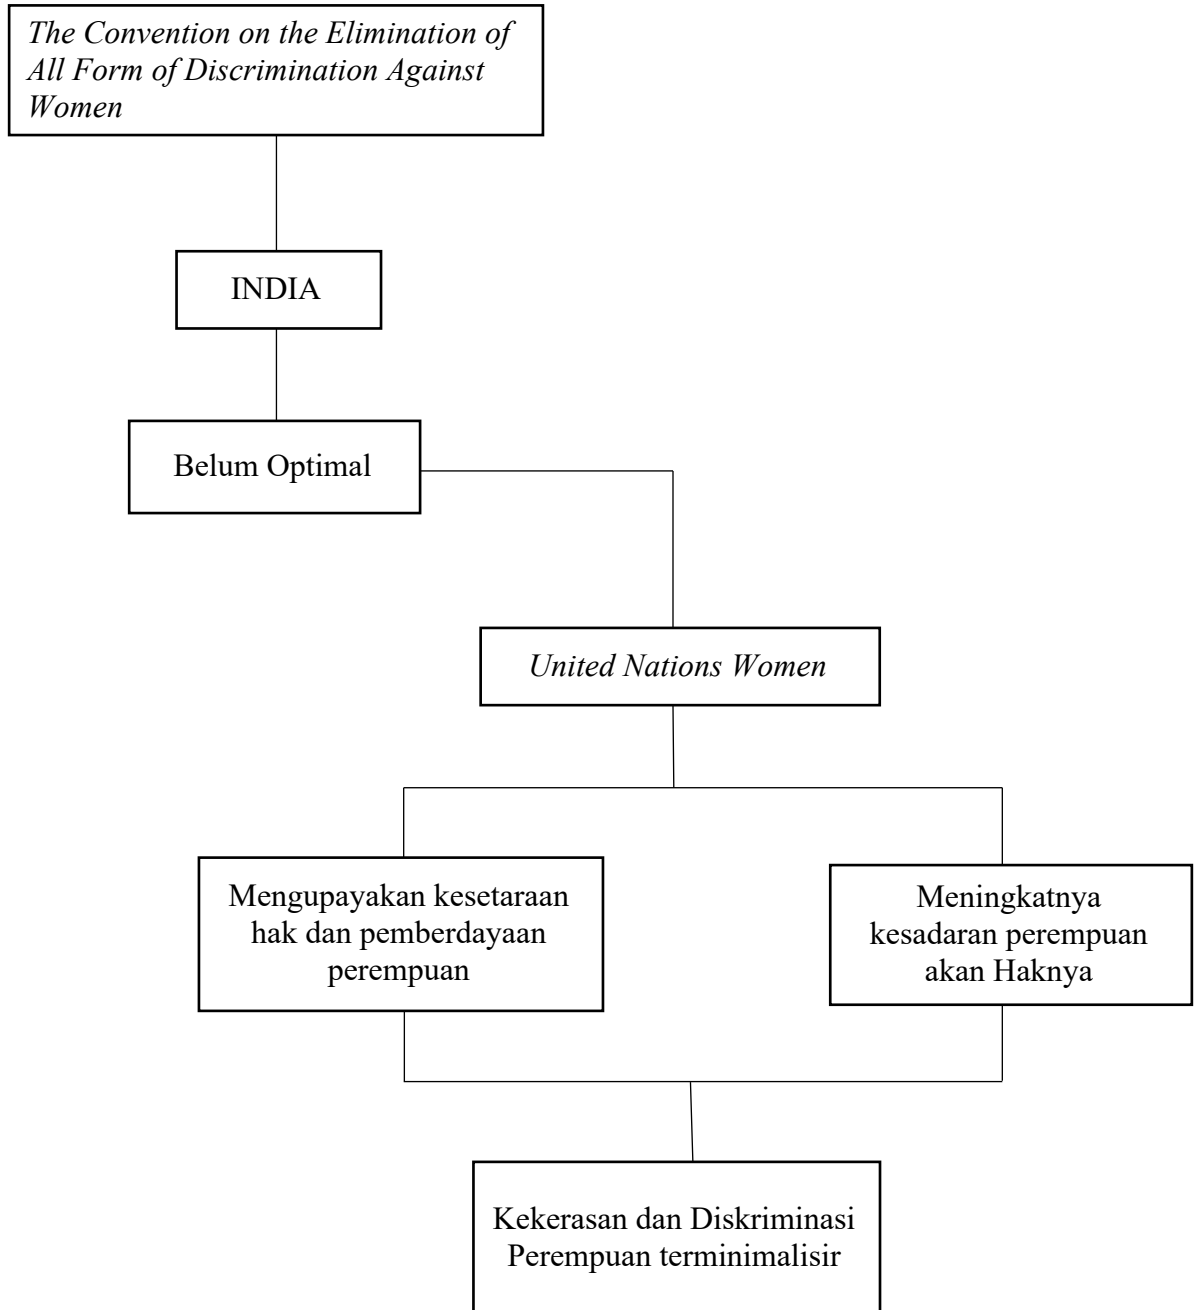 The Convention on the Elimination of
All Form of Discrimination Against
Women
INDIA
Belum Optimal
United Nations Women
Mengupayakan kesetaraan
hak dan pemberdayaan
perempuan
Meningkatnya
kesadaran perempuan
akan Haknya
Kekerasan dan Diskriminasi
Perempuan terminimalisir